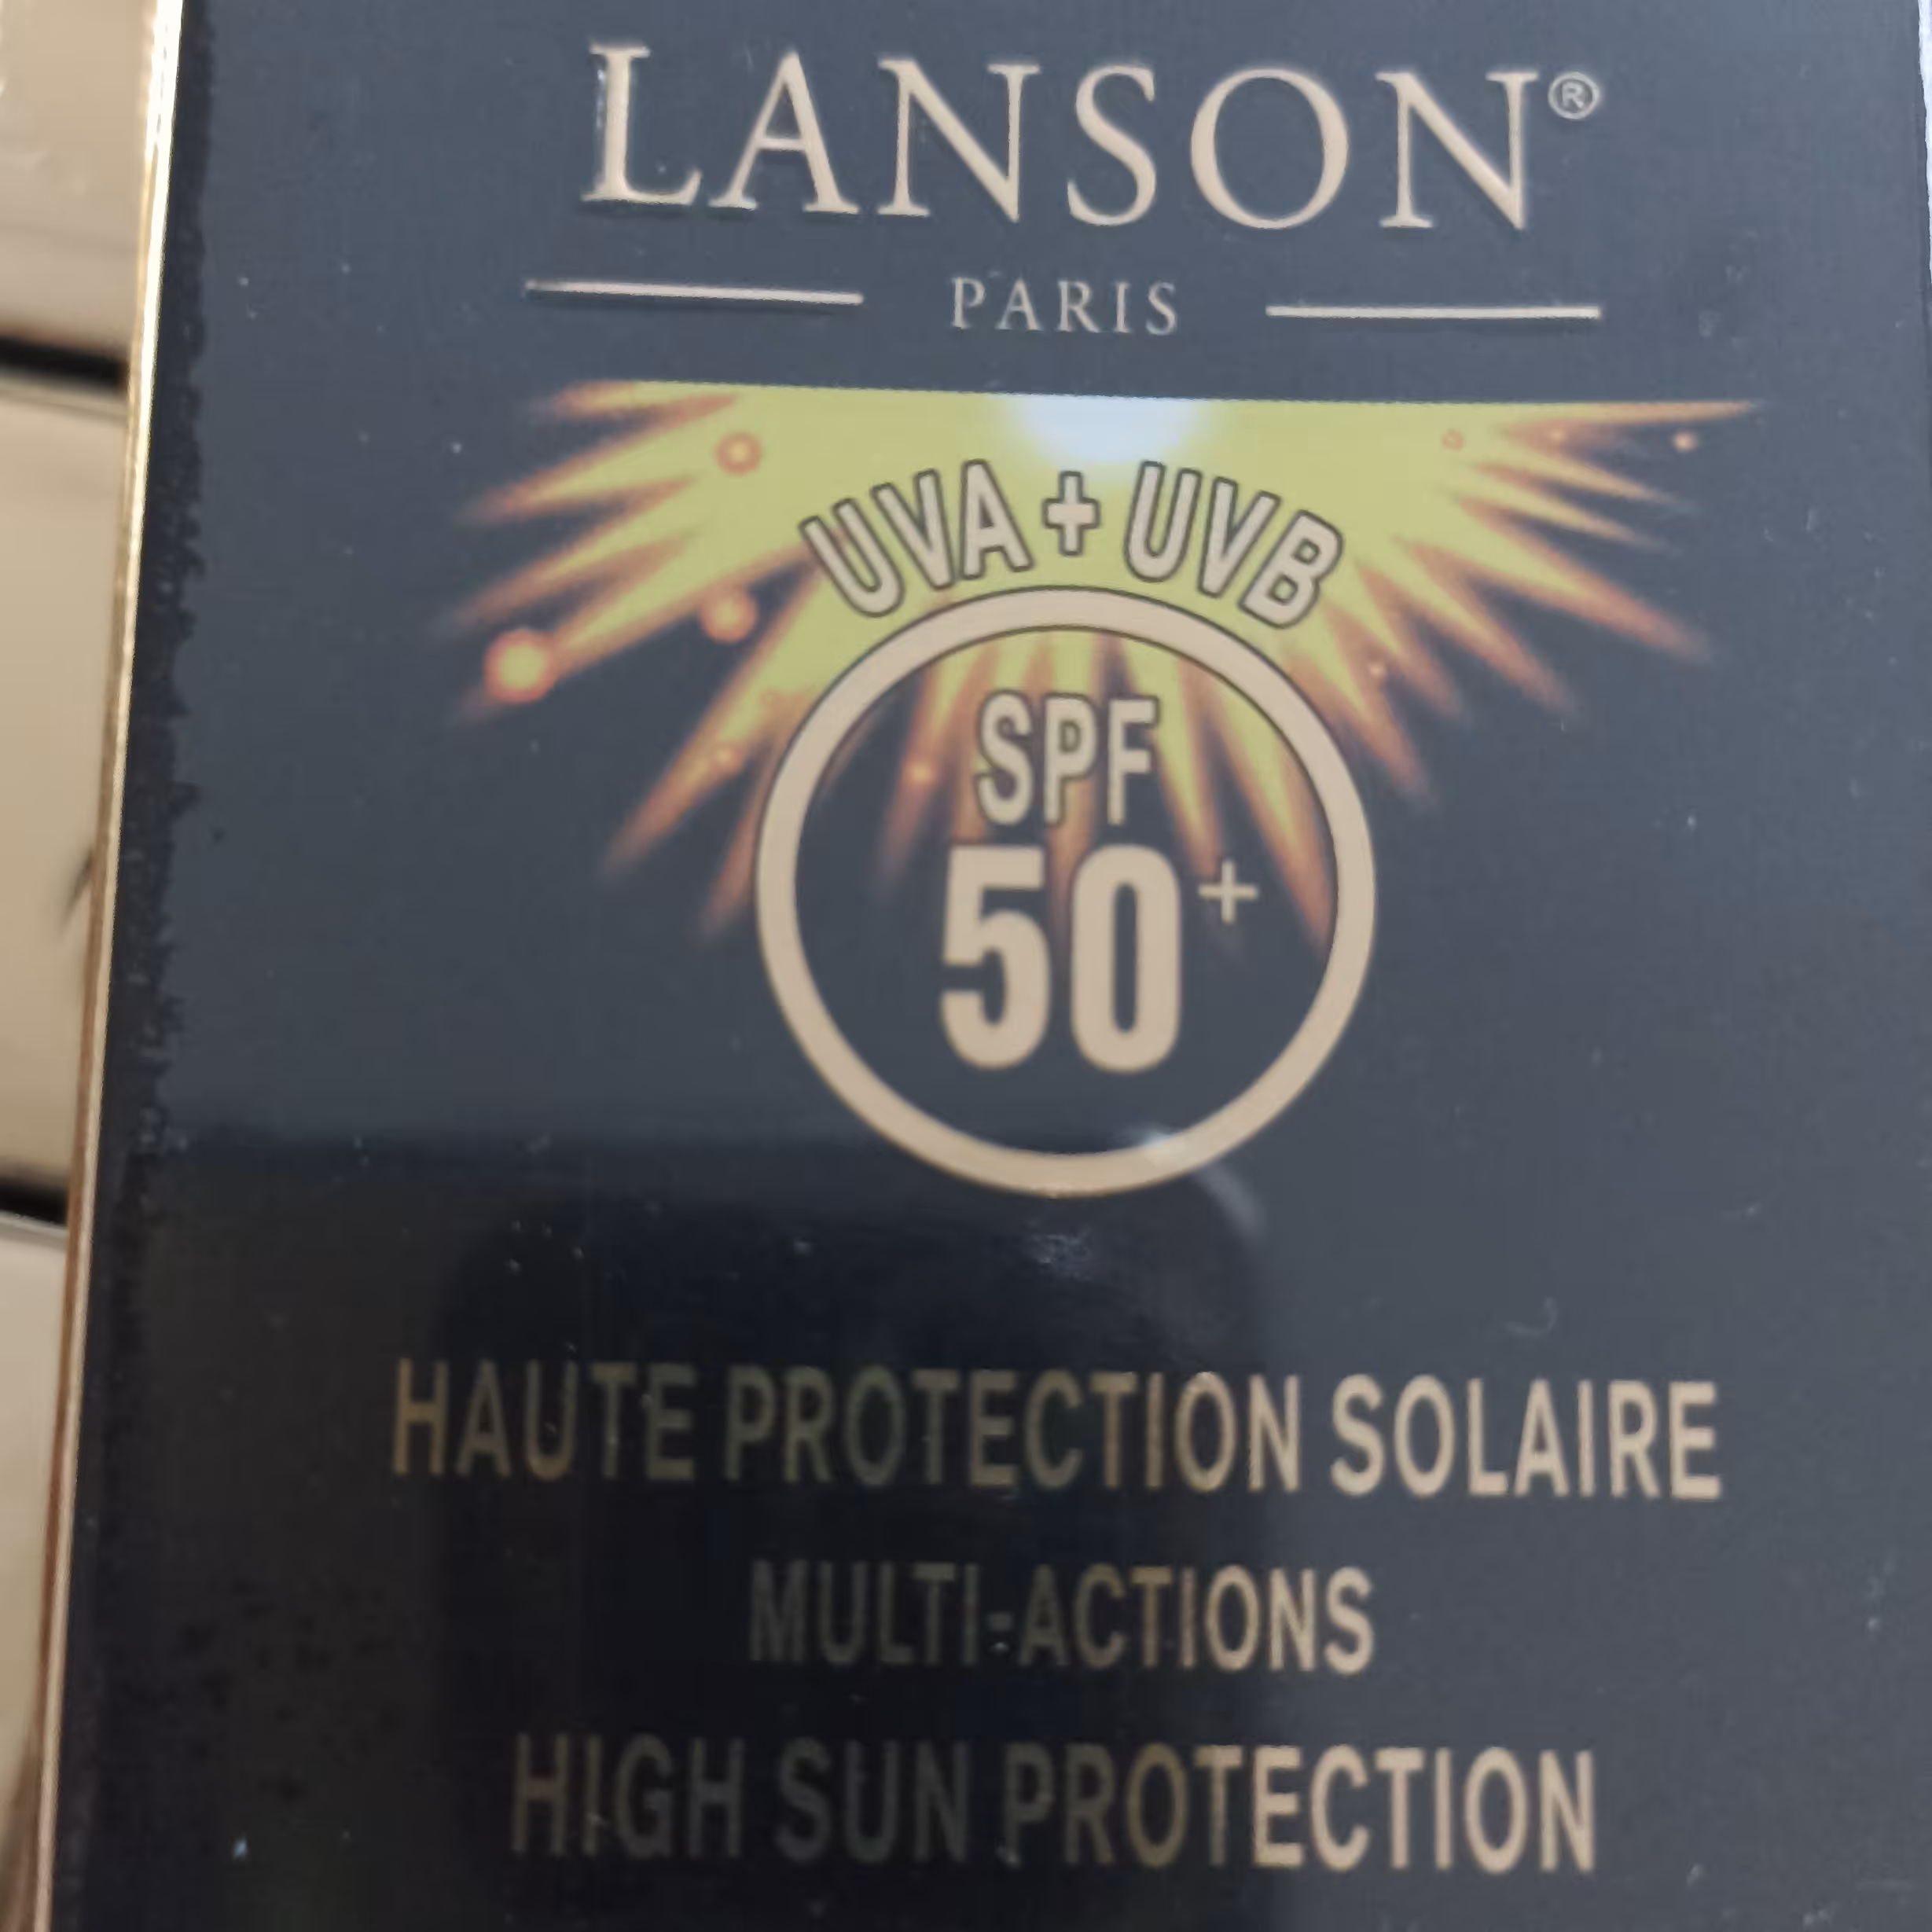 LANSON®
PARIS
UVA + UVB
SPF
50+
HAUTE PROTECTION SOLAIRE
MULTI-ACTIONS
HIGH SUN PROTECTION